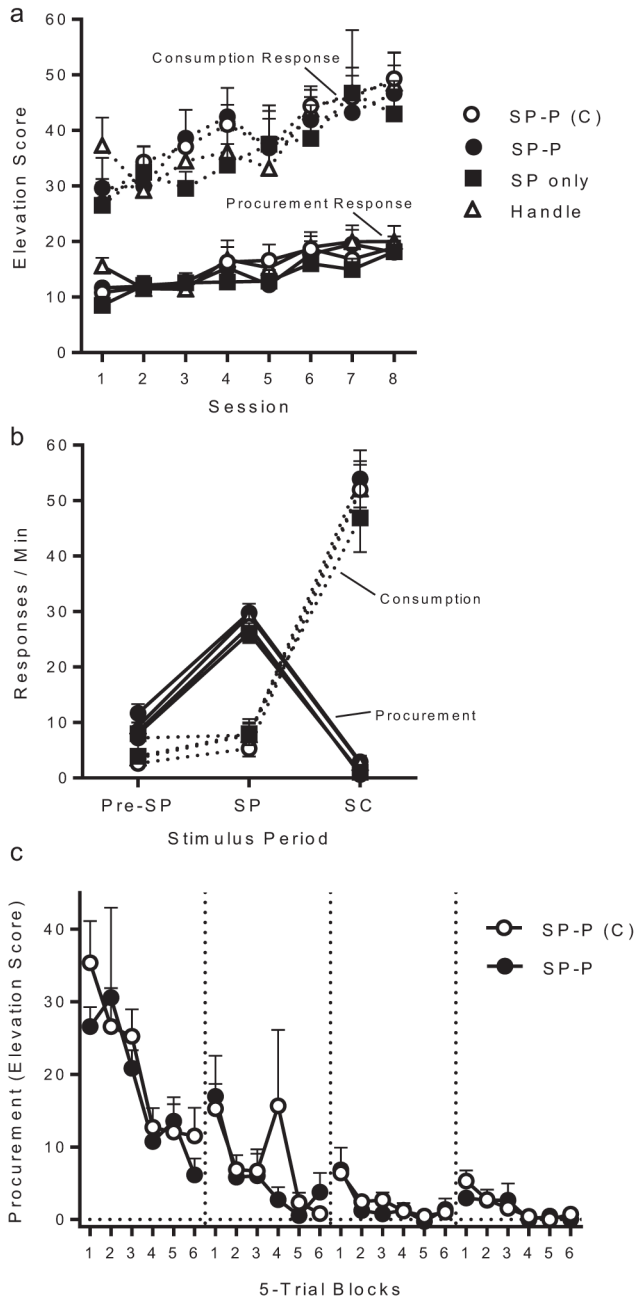 a
60
50
40
30
20
10
0
Elevation Score
Consumption Response
Procurement Response
1 2 3 4 5 6 7 8
Session
SP-P (C)
SP-P
SP only
Handle
b
60
50
40
30
20
10
0
Responses / Min
Consumption
Procurement
Pre-SP SP SC
Stimulus Period
c
40
30
20
10
0
Procurement (Elevation Score)
SP-P (C)
SP-P
1 2 3 4 5 6 1 2 3 4 5 6 1 2 3 4 5 6 1 2 3 4 5 6
5-Trial Blocks